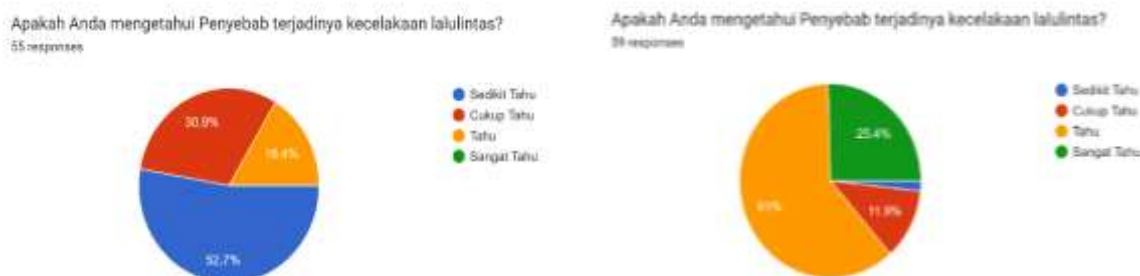 Apakah Anda mengetahui Penyebab terjadinya kecelakaan lalulintas?
55 responses
30,9%
16,4%
52,7%
Sedikit Tahu
Cukup Tahu
Tahu
Sangat Tahu
Apakah Anda mengetahui Penyebab terjadinya kecelakaan lalulintas?
59 responses
25,4%
11,9%
Sedikit Tahu
Cukup Tahu
Tahu
Sangat Tahu